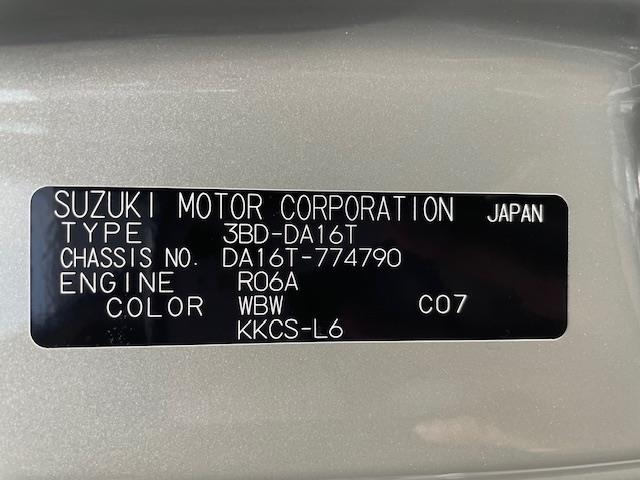 SUZUKI MOTOR CORPORATION JAPAN
TYPE 3BD-DA16T
CHASSIS NO. DA16T-774790
ENGINE R06A
COLOR WBW C07
KKCS-L6